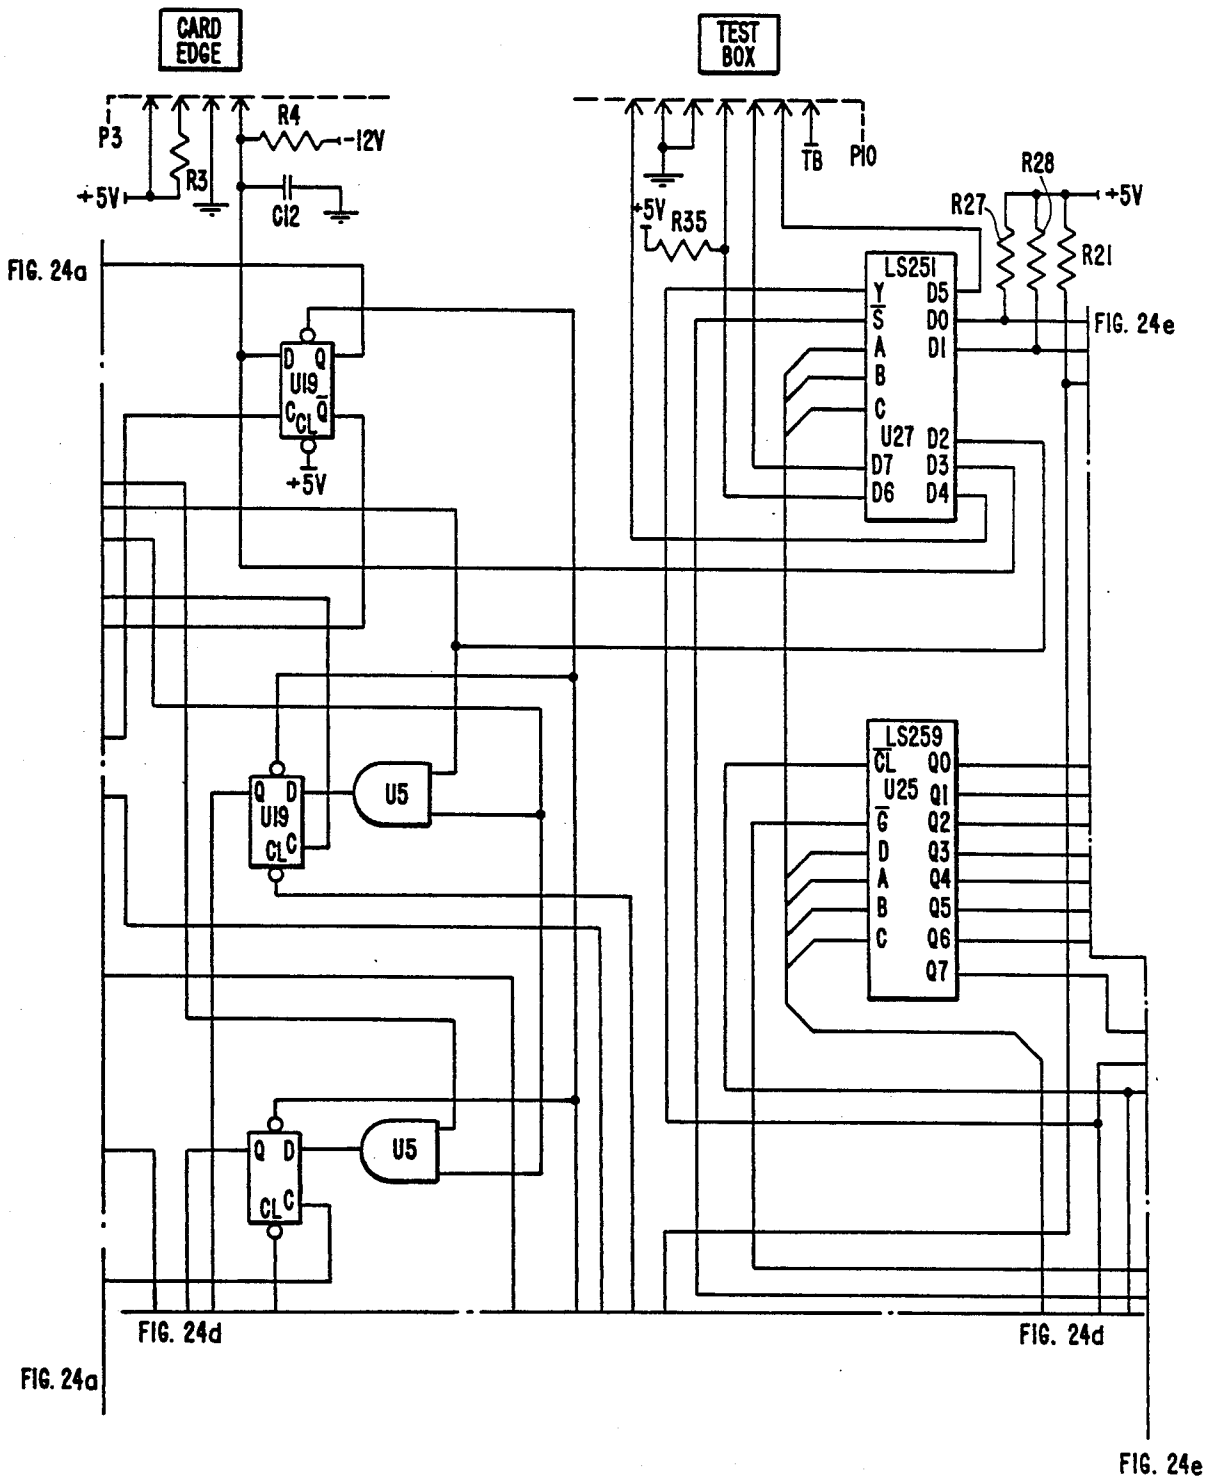 CARD
EDGE
TEST
BOX
P3
R4
-12V
R3
+5V
C12
TB
P10
R28
R27
+5V
R21
+5V
R35
FIG. 24a
LS251
Y
D5
S̅
D0
FIG. 24e
A
D1
B
C
U27
D2
D7
D3
D6
D4
D
Q
U19
C
Q̅
CL
+5V
LS259
C̅L̅
Q0
U25
Q1
G̅
Q2
D
Q3
A
Q4
B
Q5
C
Q6
Q7
Q
D
U19
CL
C
U5
Q
D
CL
C
U5
FIG. 24d
FIG. 24d
FIG. 24a
FIG. 24e